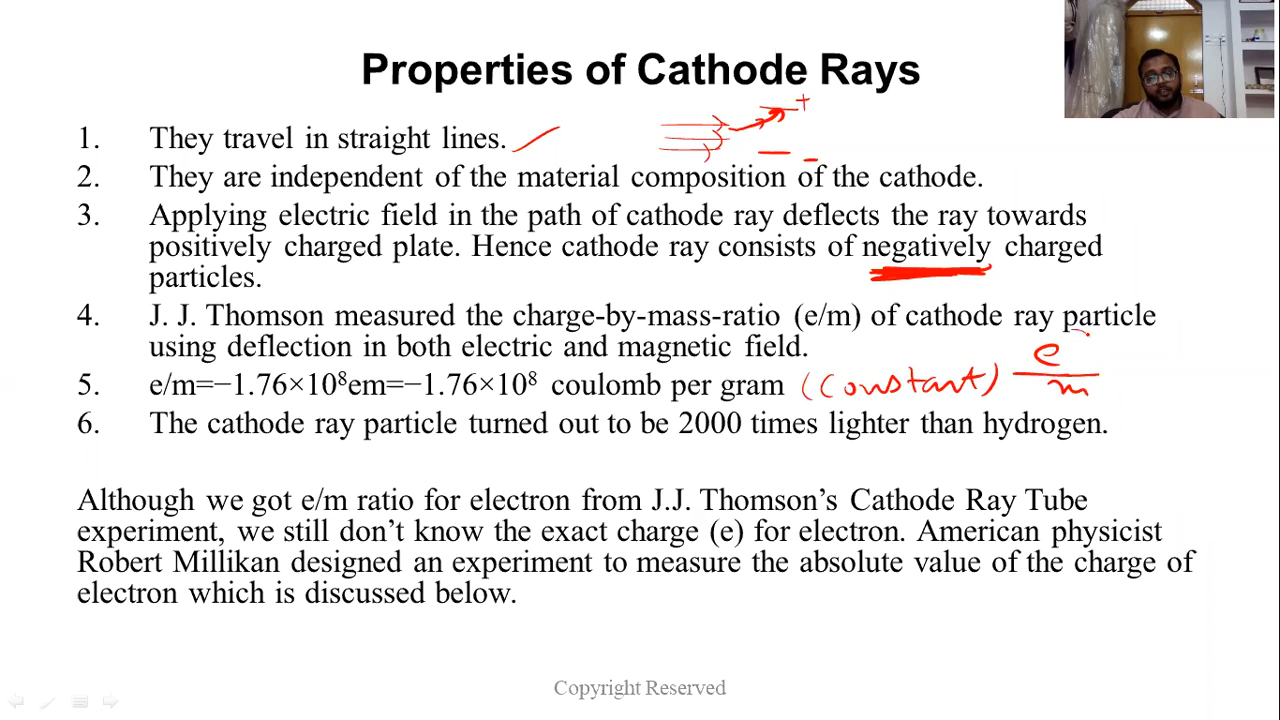 Properties of Cathode Rays
+
1. They travel in straight lines.
2. They are independent of the material composition of the cathode.
3. Applying electric field in the path of cathode ray deflects the ray towards
positively charged plate. Hence cathode ray consists of negatively charged
particles.
4. J. J. Thomson measured the charge-by-mass-ratio (e/m) of cathode ray particle
using deflection in both electric and magnetic field.
5. e/m=−1.76×10⁸em=−1.76×10⁸ coulomb per gram (constant) e/m
6. The cathode ray particle turned out to be 2000 times lighter than hydrogen.
Although we got e/m ratio for electron from J.J. Thomson’s Cathode Ray Tube
experiment, we still don’t know the exact charge (e) for electron. American physicist
Robert Millikan designed an experiment to measure the absolute value of the charge of
electron which is discussed below.
Copyright Reserved